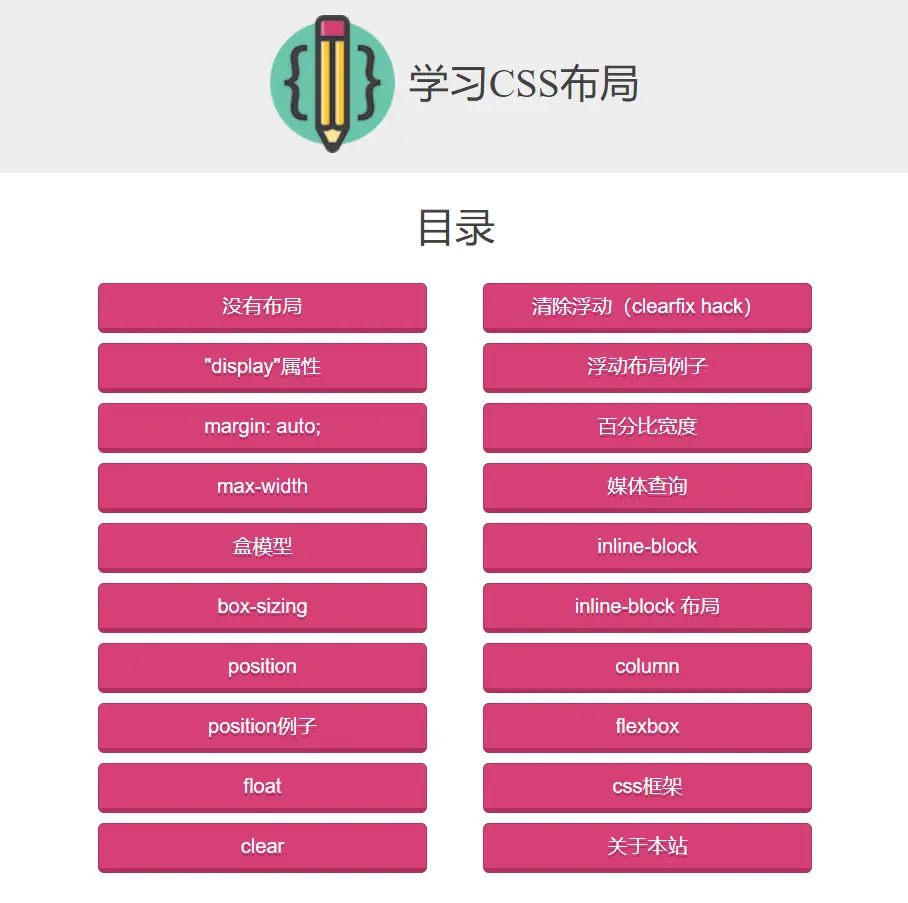 学习CSS布局
目录
没有布局
"display"属性
margin: auto;
max-width
盒模型
box-sizing
position
position例子
float
clear
清除浮动（clearfix hack）
浮动布局例子
百分比宽度
媒体查询
inline-block
inline-block 布局
column
flexbox
css框架
关于本站